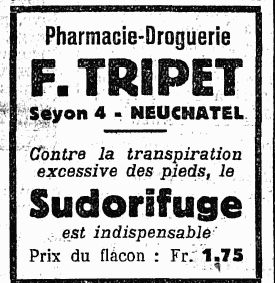 Pharmacie-Droguerie
F. TRIPET
Seyon 4 - NEUCHATEL
Contre la transpiration
excessive des pieds, le
Sudorifuge
est indispensable
Prix du flacon : Fr. 1.75